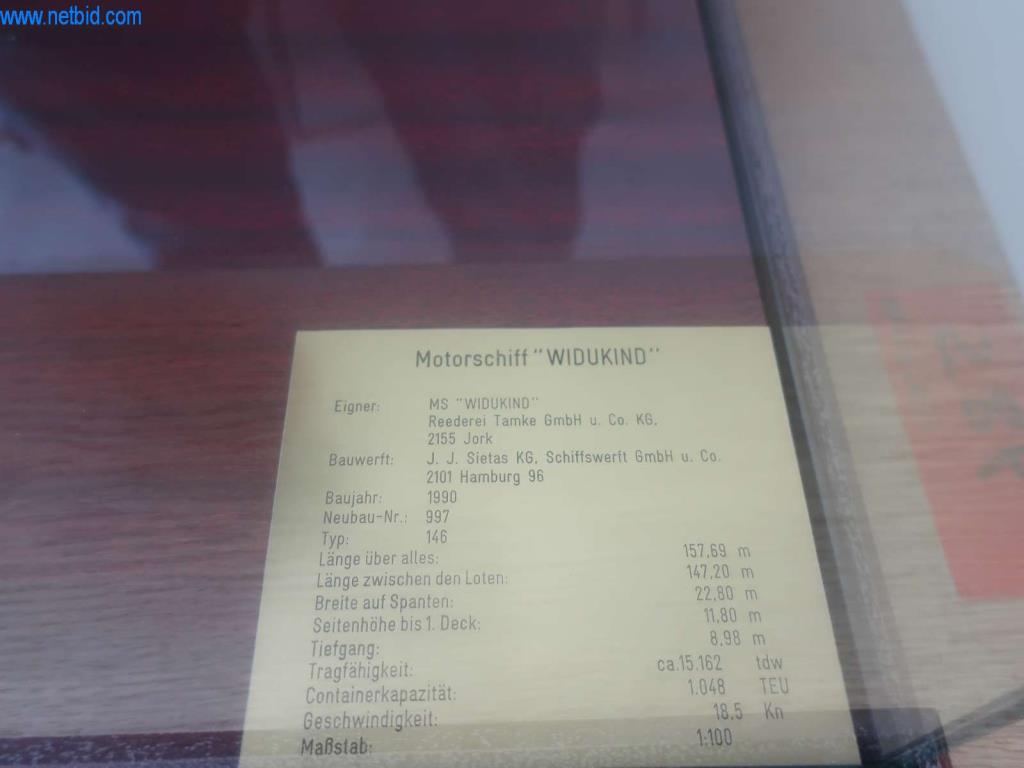 www.netbid.com
Motorschiff "WIDUKIND"
Eigner: MS "WIDUKIND"
Reederei Tamke GmbH u. Co. KG,
2155 Jork
Bauwerft: J. J. Sietas KG, Schiffswerft GmbH u. Co.
2101 Hamburg 96
Baujahr: 1990
Neubau-Nr.: 997
Typ: 146
Länge über alles: 157,69 m
Länge zwischen den Loten: 147,20 m
Breite auf Spanten: 22,80 m
Seitenhöhe bis 1. Deck: 11,80 m
Tiefgang: 8,98 m
Tragfähigkeit: ca.15.162 tdw
Containerkapazität: 1.048 TEU
Geschwindigkeit: 18,5 Kn
Maßstab: 1:100